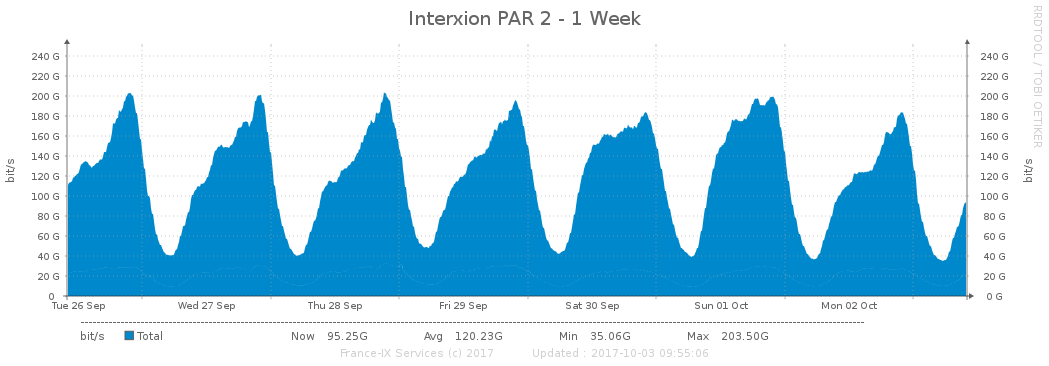 Interxion PAR 2 - 1 Week
RRDTOOL / TOBI OETIKER
bit/s
240 G
220 G
200 G
180 G
160 G
140 G
120 G
100 G
80 G
60 G
40 G
20 G
0
240 G
220 G
200 G
180 G
160 G
140 G
120 G
100 G
80 G
60 G
40 G
20 G
0 G
bit/s
Tue 26 Sep Wed 27 Sep Thu 28 Sep Fri 29 Sep Sat 30 Sep Sun 01 Oct Mon 02 Oct
bit/s Total Now 95.25G Avg 120.23G Min 35.06G Max 203.50G
France-IX Services (c) 2017 Updated : 2017-10-03 09:55:06